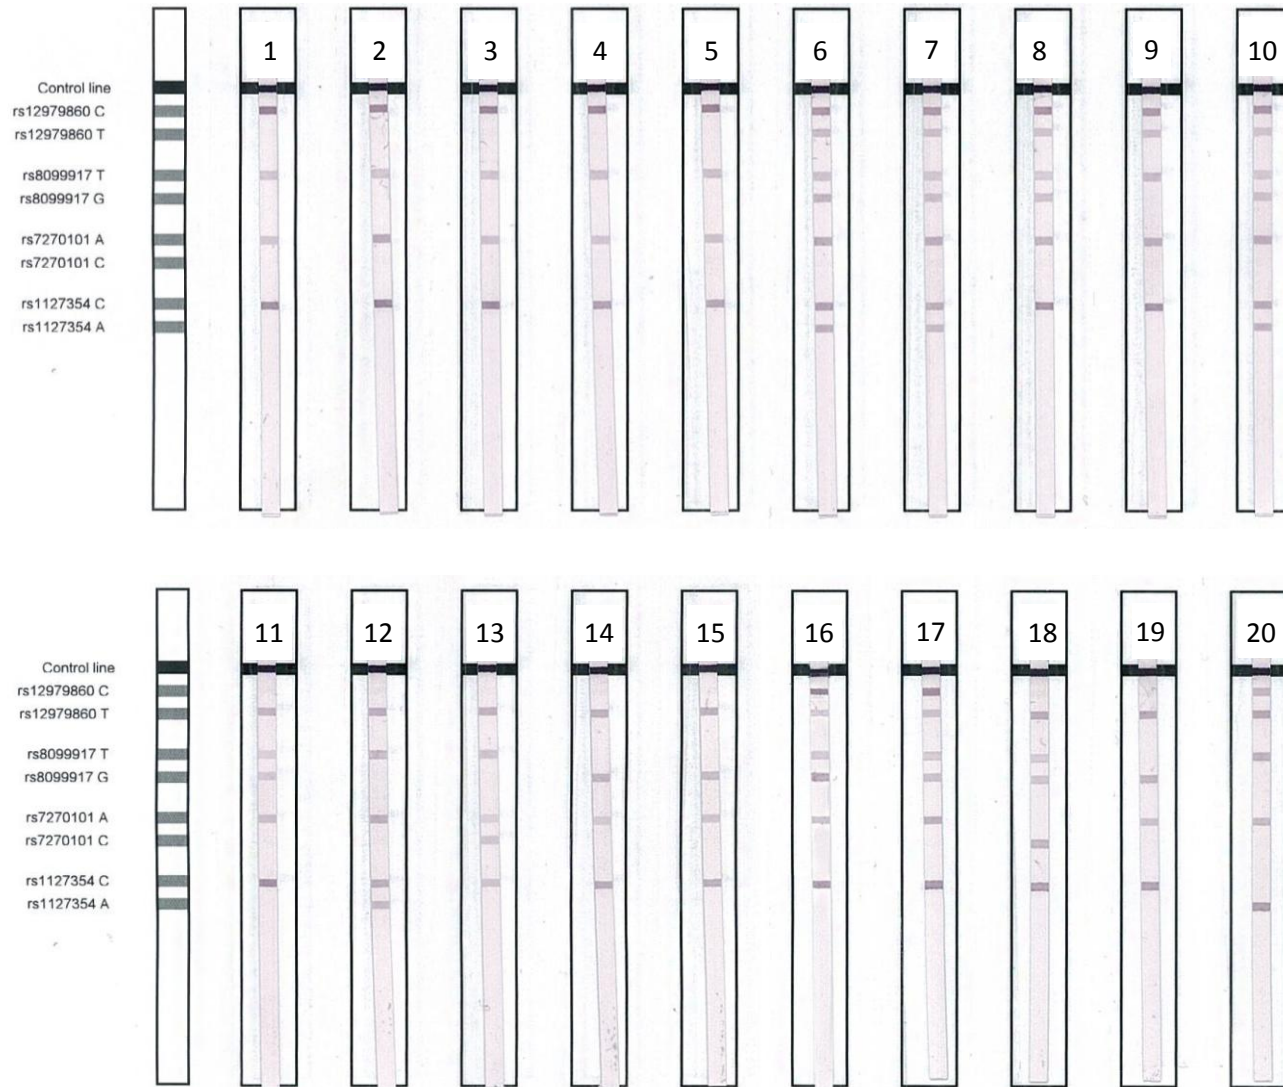 1 2 3 4 5 6 7 8 9 10
Control line
rs12979860 C
rs12979860 T
rs8099917 T
rs8099917 G
rs7270101 A
rs7270101 C
rs1127354 C
rs1127354 A
11 12 13 14 15 16 17 18 19 20
Control line
rs12979860 C
rs12979860 T
rs8099917 T
rs8099917 G
rs7270101 A
rs7270101 C
rs1127354 C
rs1127354 A